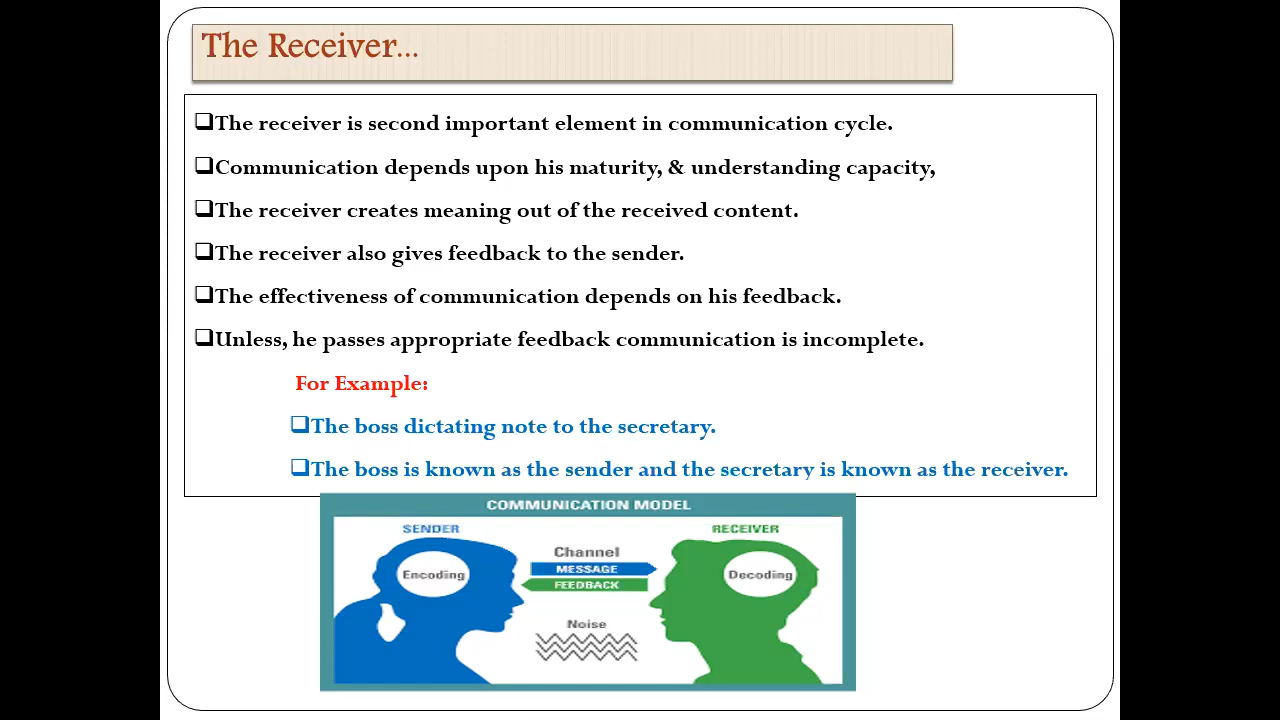 The Receiver...
❑The receiver is second important element in communication cycle.
❑Communication depends upon his maturity, & understanding capacity,
❑The receiver creates meaning out of the received content.
❑The receiver also gives feedback to the sender.
❑The effectiveness of communication depends on his feedback.
❑Unless, he passes appropriate feedback communication is incomplete.
For Example:
❑The boss dictating note to the secretary.
❑The boss is known as the sender and the secretary is known as the receiver.
COMMUNICATION MODEL
SENDER
RECEIVER
Channel
MESSAGE
Encoding
Decoding
FEEDBACK
Noise